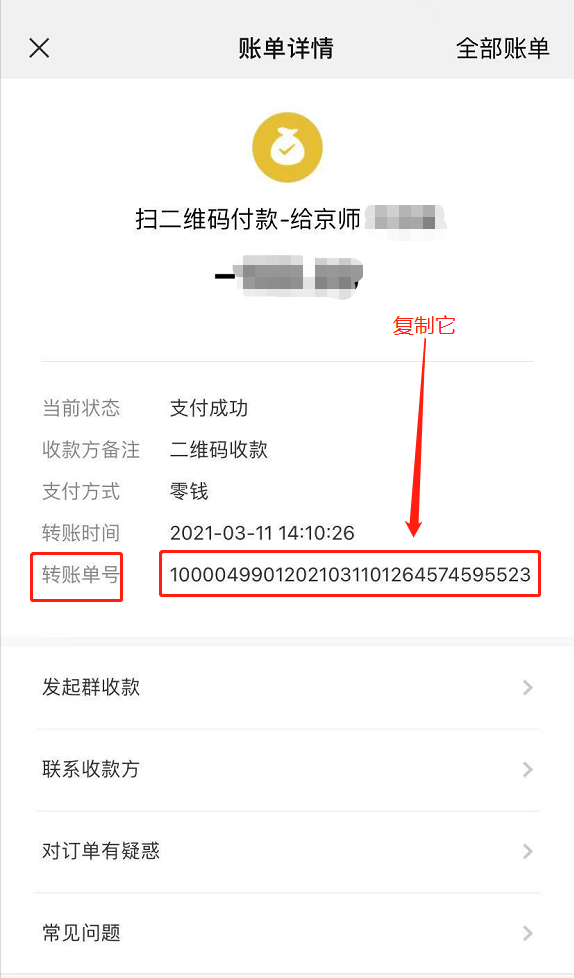 账单详情 全部账单
扫二维码付款-给京师
复制它
当前状态 支付成功
收款方备注 二维码收款
支付方式 零钱
转账时间 2021-03-11 14:10:26
转账单号 10000499012021031101264574595523
发起群收款
联系收款方
对订单有疑惑
常见问题